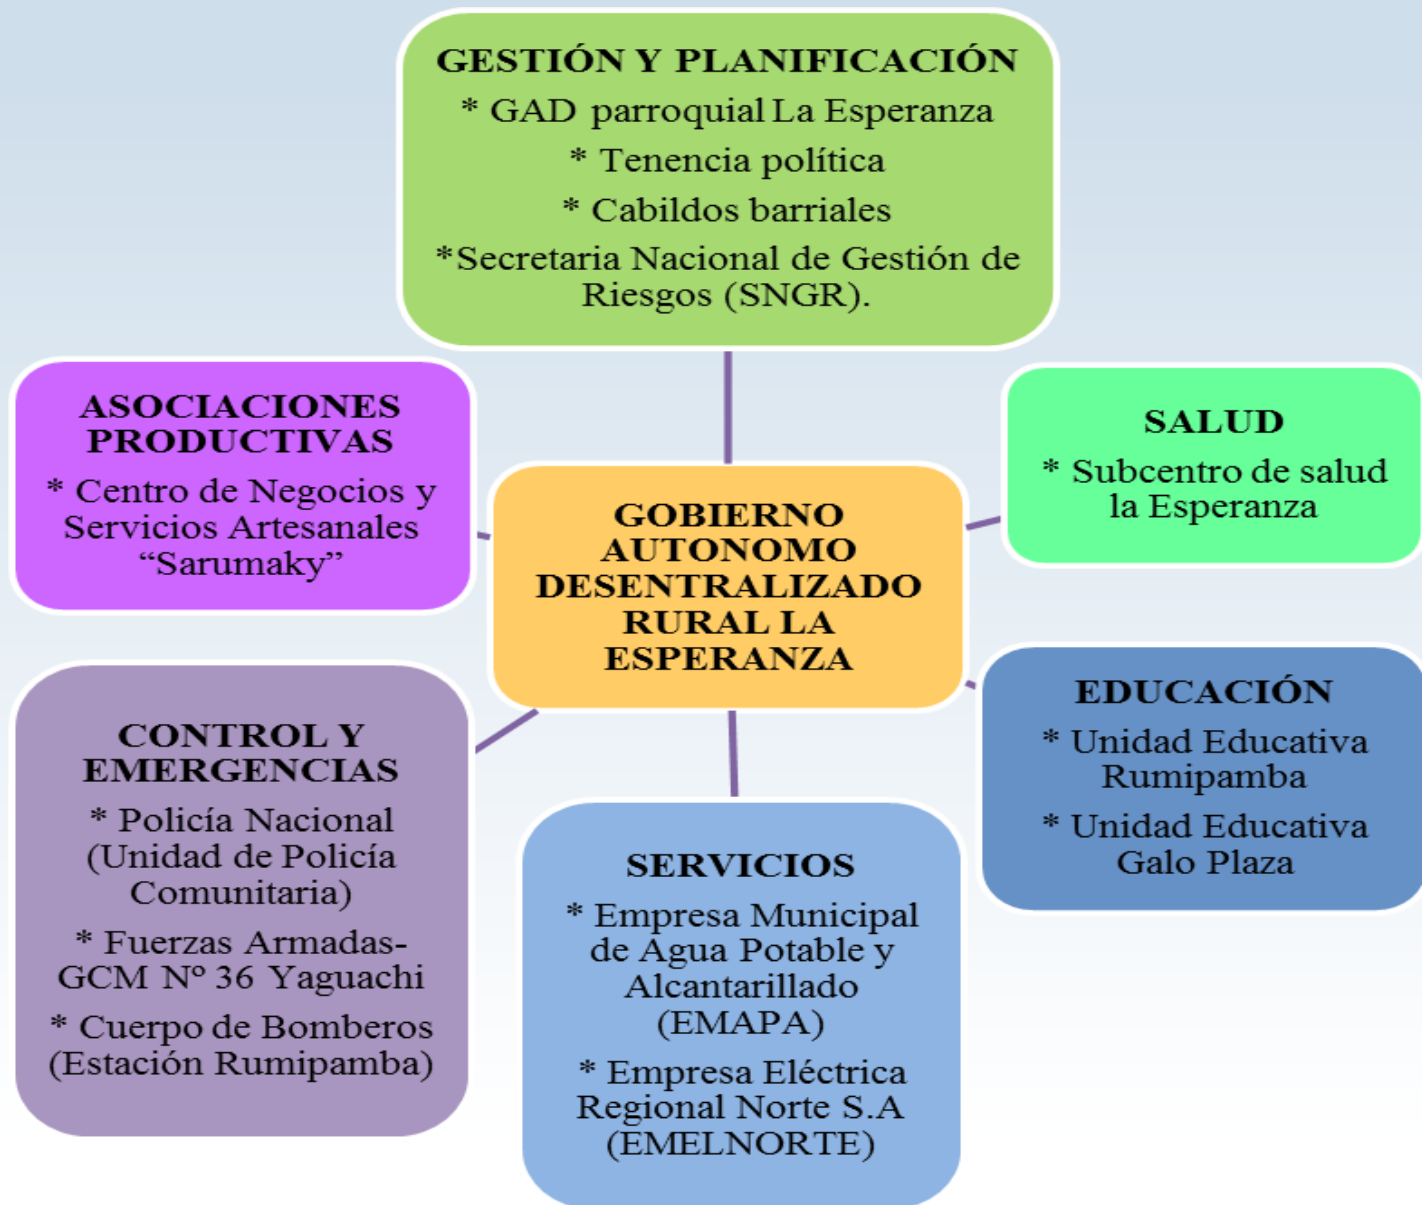 GESTIÓN Y PLANIFICACIÓN
* GAD parroquial La Esperanza
* Tenencia política
* Cabildos barriales
*Secretaria Nacional de Gestión de
Riesgos (SNGR).
ASOCIACIONES
PRODUCTIVAS
* Centro de Negocios y
Servicios Artesanales
“Sarumaky”
SALUD
* Subcentro de salud
la Esperanza
GOBIERNO
AUTONOMO
DESENTRALIZADO
RURAL LA
ESPERANZA
CONTROL Y
EMERGENCIAS
* Policía Nacional
(Unidad de Policía
Comunitaria)
* Fuerzas Armadas-
GCM Nº 36 Yaguachi
* Cuerpo de Bomberos
(Estación Rumipamba)
SERVICIOS
* Empresa Municipal
de Agua Potable y
Alcantarillado
(EMAPA)
* Empresa Eléctrica
Regional Norte S.A
(EMELNORTE)
EDUCACIÓN
* Unidad Educativa
Rumipamba
* Unidad Educativa
Galo Plaza